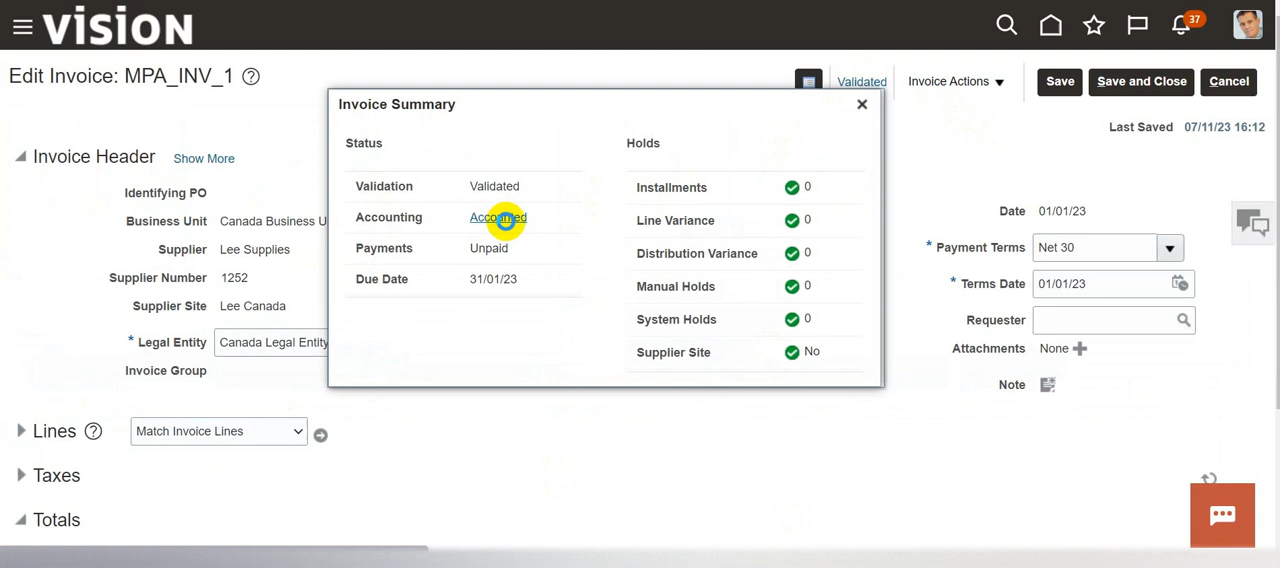 vision
37
Edit Invoice: MPA_INV_1
Validated
Invoice Actions
Save
Save and Close
Cancel
Last Saved 07/11/23 16:12
Invoice Header
Show More
Identifying PO
Business Unit Canada Business U
Supplier Lee Supplies
Supplier Number 1252
Supplier Site Lee Canada
* Legal Entity Canada Legal Entity
Invoice Group
Invoice Summary
Status
Validation Validated
Accounting Accounted
Payments Unpaid
Due Date 31/01/23
Holds
Installments 0
Line Variance 0
Distribution Variance 0
Manual Holds 0
System Holds 0
Supplier Site No
Date 01/01/23
* Payment Terms Net 30
* Terms Date 01/01/23
Requester
Attachments None
Note
Lines
Match Invoice Lines
Taxes
Totals